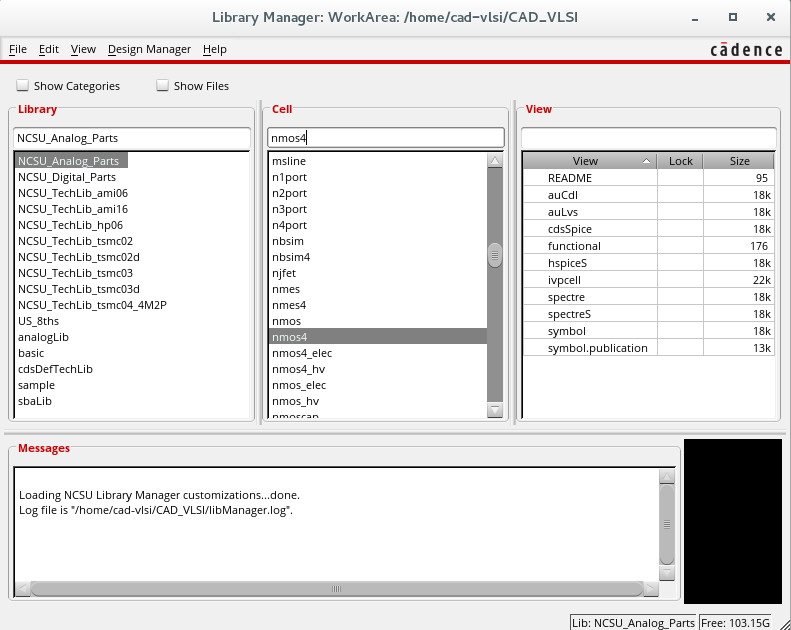 Library Manager: WorkArea: /home/cad-vlsi/CAD_VLSI
File Edit View Design Manager Help
cādence
Show Categories Show Files
Library
NCSU_Analog_Parts
NCSU_Analog_Parts
NCSU_Digital_Parts
NCSU_TechLib_ami06
NCSU_TechLib_ami16
NCSU_TechLib_hp06
NCSU_TechLib_tsmc02
NCSU_TechLib_tsmc02d
NCSU_TechLib_tsmc03
NCSU_TechLib_tsmc03d
NCSU_TechLib_tsmc04_4M2P
US_8ths
analogLib
basic
cdsDefTechLib
sample
sbaLib
Cell
nmos4
msline
n1port
n2port
n3port
n4port
nbsim
nbsim4
njfet
nmes
nmes4
nmos
nmos4
nmos4_elec
nmos4_hv
nmos_elec
nmos_hv
nmoscap
View
View Lock Size
README 95
auCdl 18k
auLvs 18k
cdsSpice 18k
functional 176
hspiceS 18k
ivpcell 22k
spectre 18k
spectreS 18k
symbol 18k
symbol.publication 13k
Messages
Loading NCSU Library Manager customizations...done.
Log file is "/home/cad-vlsi/CAD_VLSI/libManager.log".
Lib: NCSU_Analog_Parts Free: 103.15G